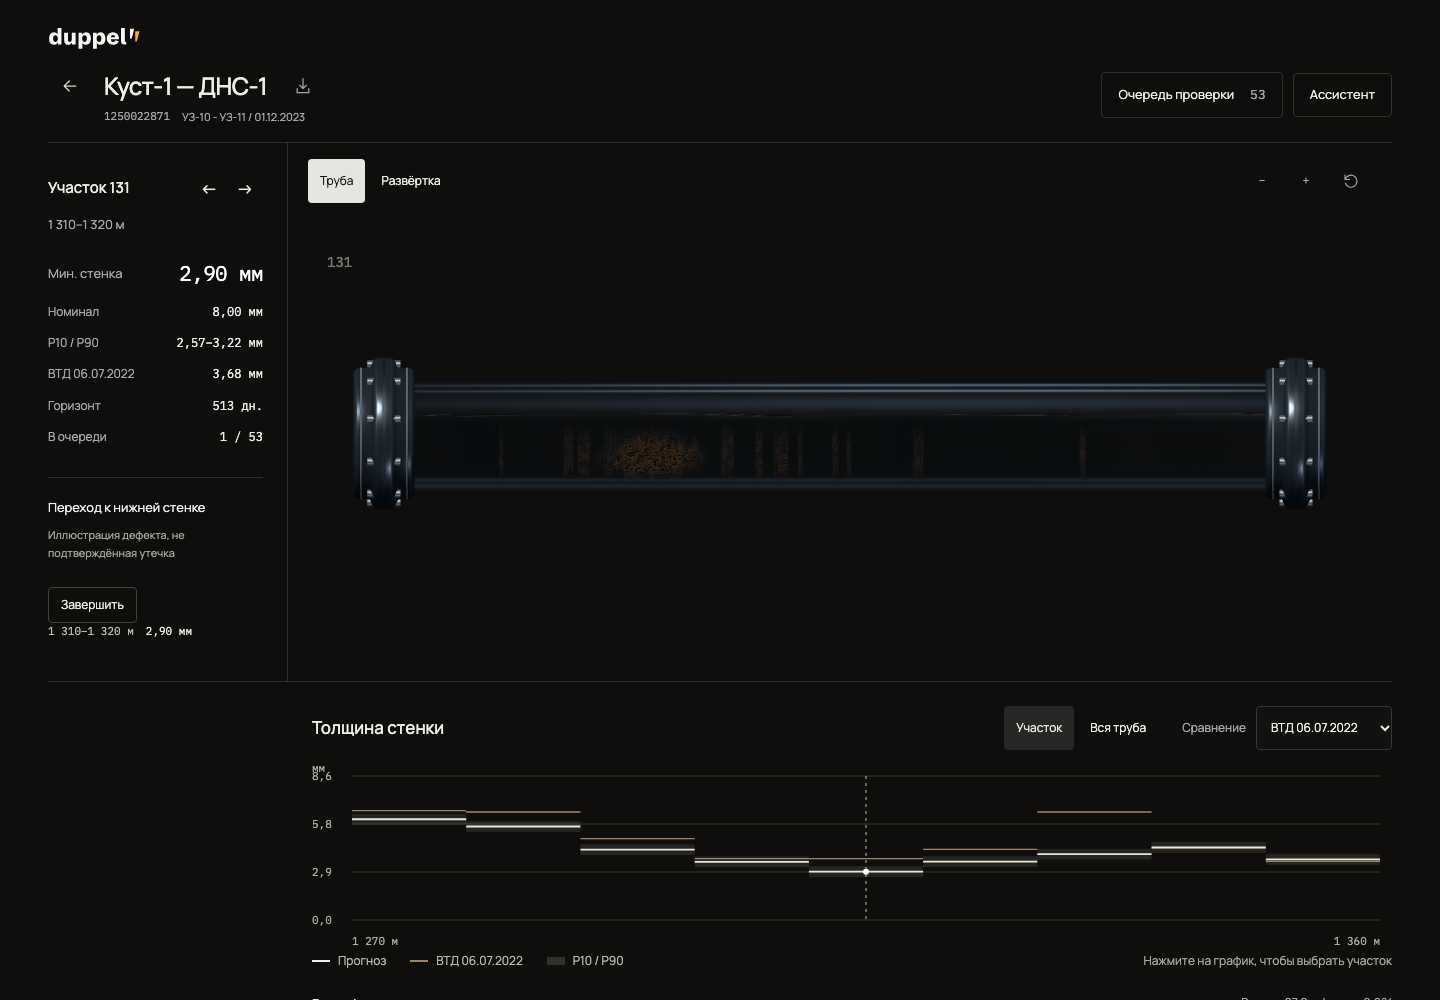 duppel
Куст-1 — ДНС-1
1250022871 УЗ-10 - УЗ-11 / 01.12.2023
Очередь проверки 53
Ассистент
Участок 131
1 310–1 320 м
Мин. стенка 2,90 мм
Номинал 8,00 мм
P10 / P90 2,57–3,22 мм
ВТД 06.07.2022 3,68 мм
Горизонт 513 дн.
В очереди 1 / 53
Переход к нижней стенке
Иллюстрация дефекта, не
подтверждённая утечка
Завершить
1 310–1 320 м 2,90 мм
Труба Развёртка
− +
131
Толщина стенки
Участок Вся труба Сравнение ВТД 06.07.2022
мм
8,6
5,8
2,9
0,0
1 270 м 1 360 м
Прогноз ВТД 06.07.2022 P10 / P90
Нажмите на график, чтобы выбрать участок